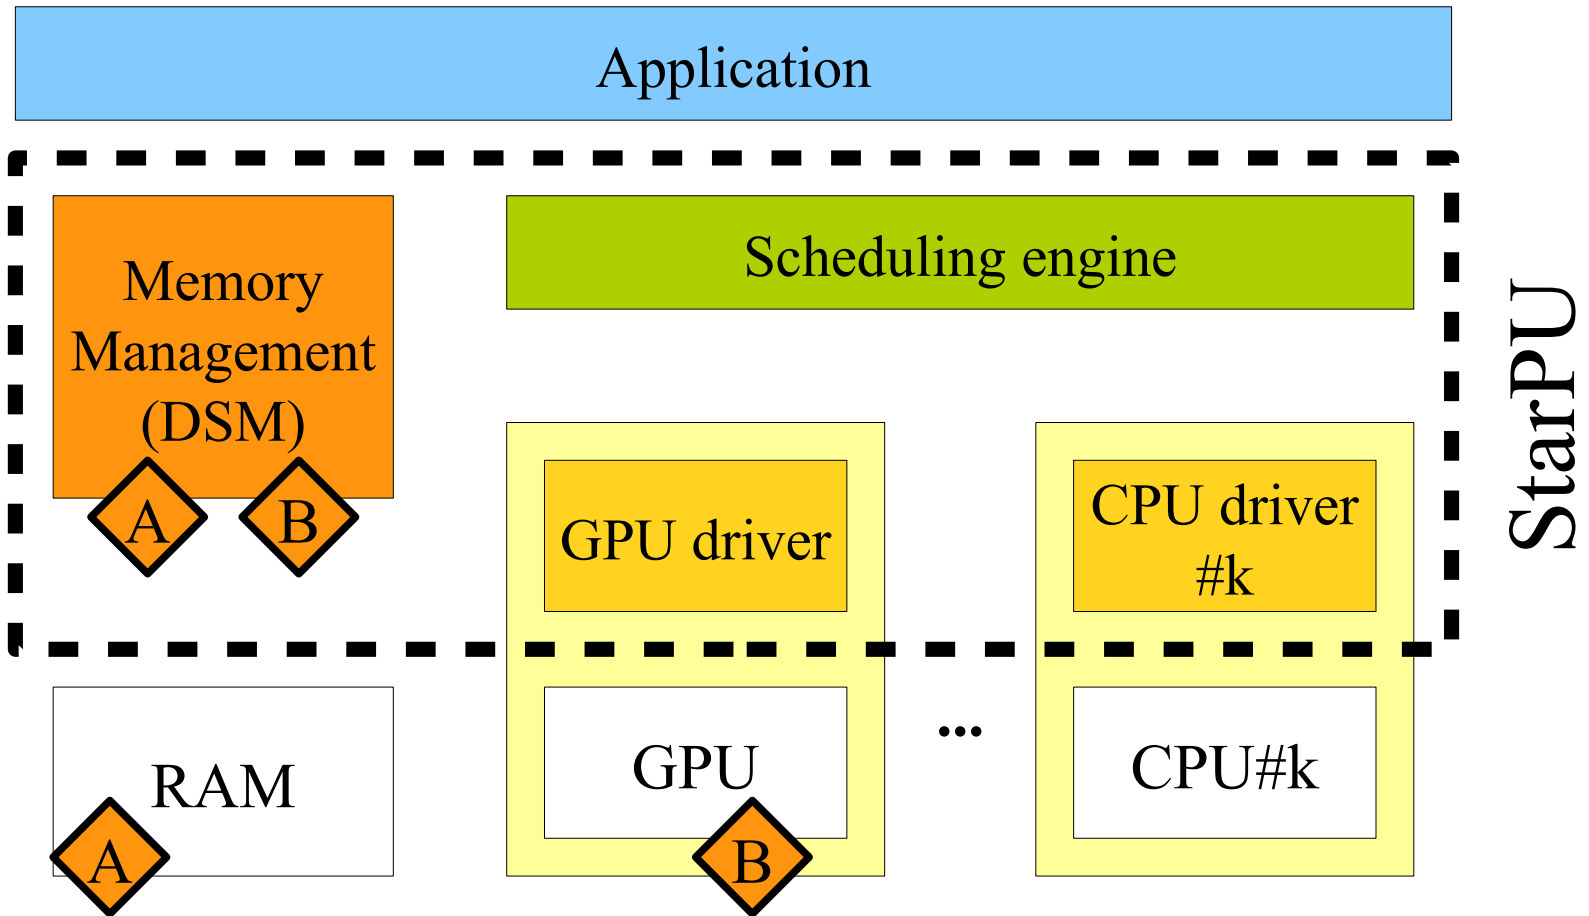 Application
Memory
Management
(DSM)
A
B
Scheduling engine
GPU driver
CPU driver
#k
StarPU
RAM
A
GPU
B
...
CPU#k